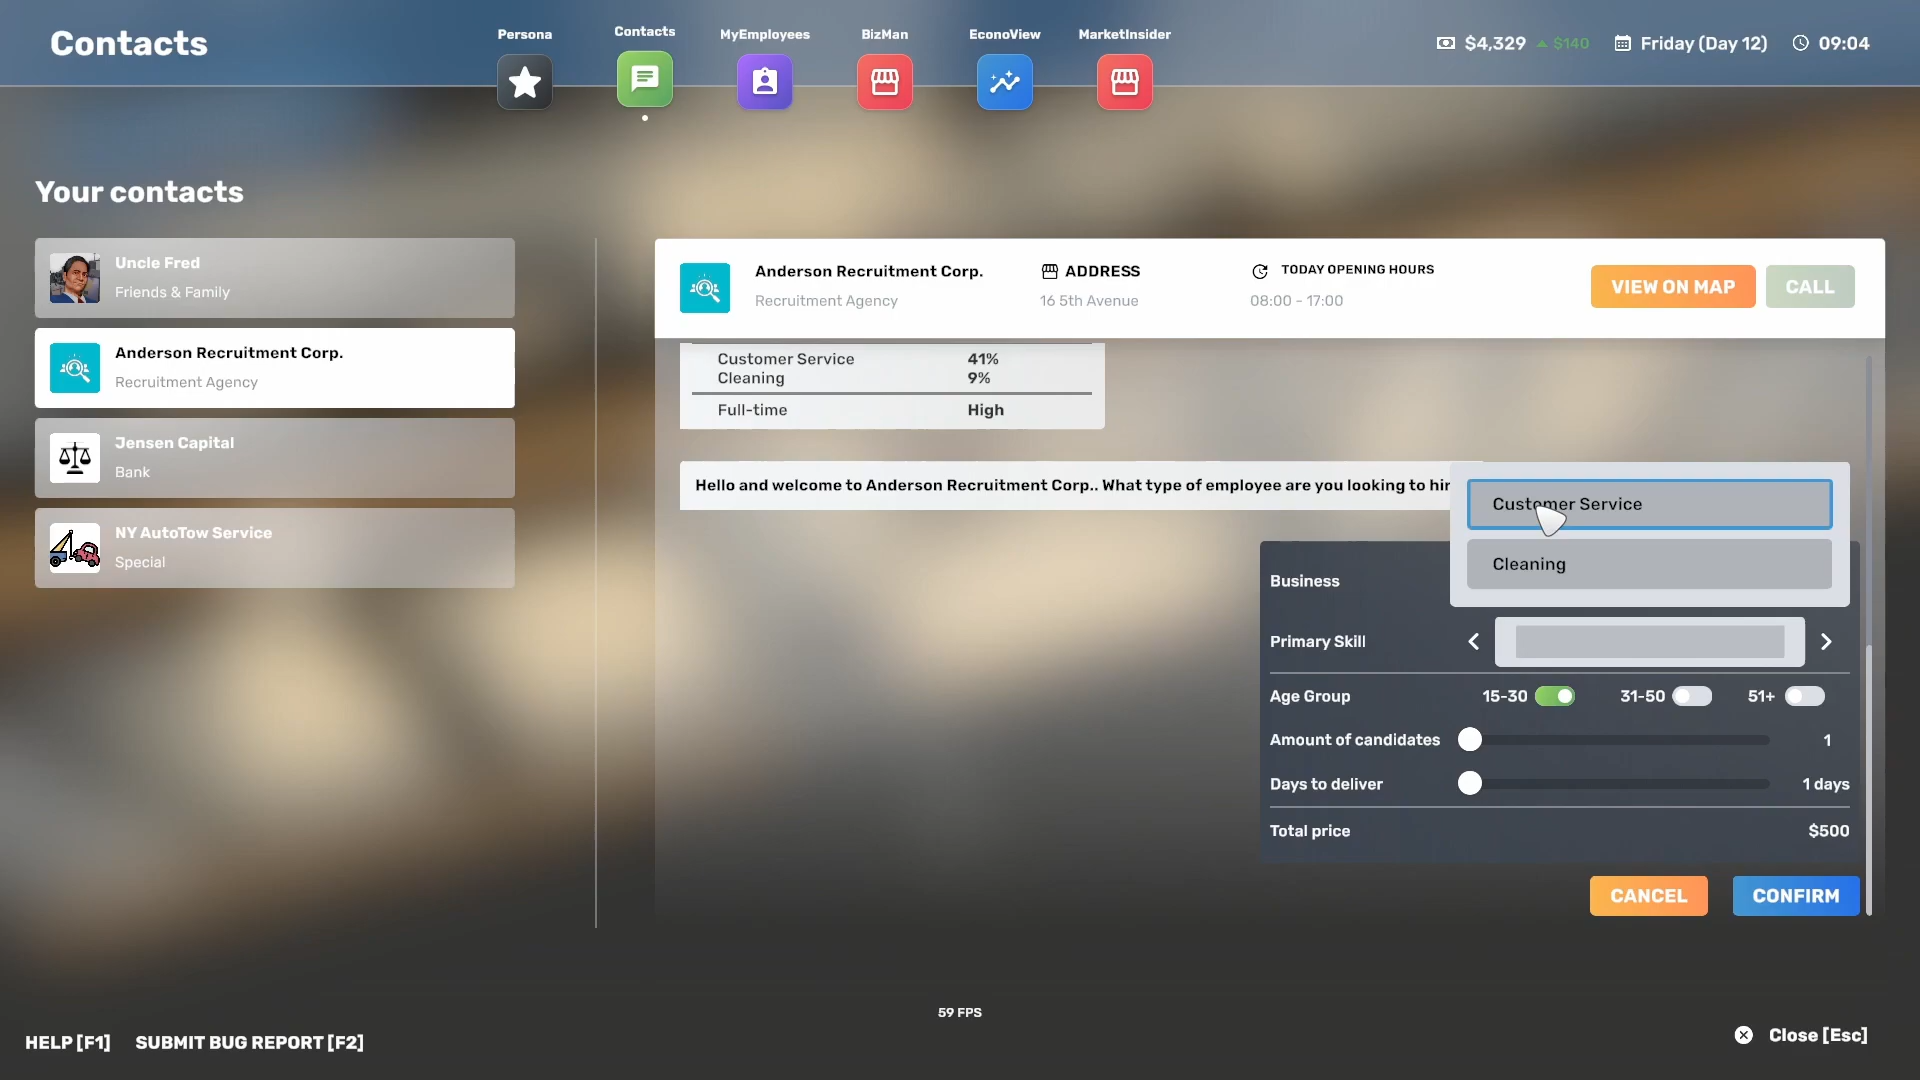 Contacts
Persona
Contacts
MyEmployees
BizMan
EconoView
MarketInsider
$4,329
$140
Friday (Day 12)
09:04
Your contacts
Uncle Fred
Friends & Family
Anderson Recruitment Corp.
Recruitment Agency
Jensen Capital
Bank
NY AutoTow Service
Special
Anderson Recruitment Corp.
Recruitment Agency
ADDRESS
16 5th Avenue
TODAY OPENING HOURS
08:00 - 17:00
VIEW ON MAP
CALL
Customer Service 41%
Cleaning 9%
Full-time High
Hello and welcome to Anderson Recruitment Corp.. What type of employee are you looking to hir
Customer Service
Cleaning
Business
Primary Skill
Age Group 15-30 31-50 51+
Amount of candidates 1
Days to deliver 1 days
Total price $500
CANCEL
CONFIRM
59 FPS
HELP [F1]
SUBMIT BUG REPORT [F2]
Close [Esc]